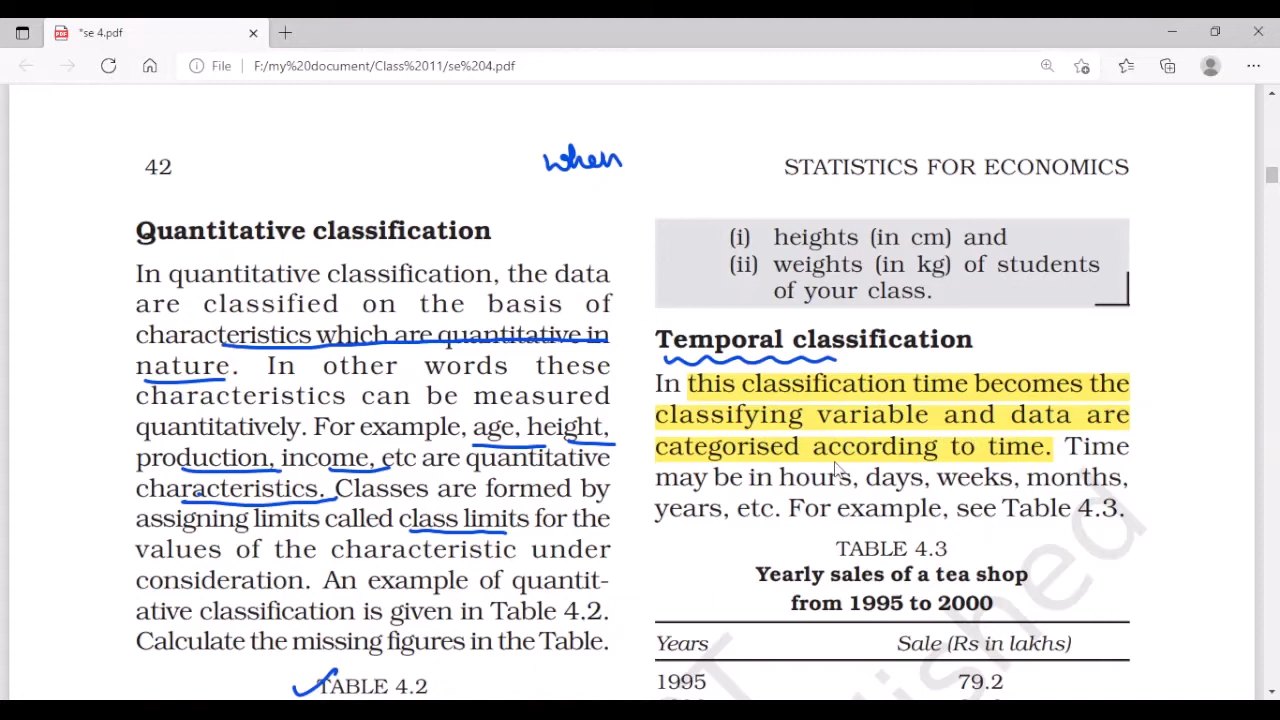 *se 4.pdf
File
F:/my%20document/Class%2011/se%204.pdf
42
when
STATISTICS FOR ECONOMICS
Quantitative classification
In quantitative classification, the data
are classified on the basis of
characteristics which are quantitative in
nature. In other words these
characteristics can be measured
quantitatively. For example, age, height,
production, income, etc are quantitative
characteristics. Classes are formed by
assigning limits called class limits for the
values of the characteristic under
consideration. An example of quantit-
ative classification is given in Table 4.2.
Calculate the missing figures in the Table.
TABLE 4.2
(i) heights (in cm) and
(ii) weights (in kg) of students
of your class.
Temporal classification
In this classification time becomes the
classifying variable and data are
categorised according to time. Time
may be in hours, days, weeks, months,
years, etc. For example, see Table 4.3.
TABLE 4.3
Yearly sales of a tea shop
from 1995 to 2000
Years Sale (Rs in lakhs)
1995 79.2